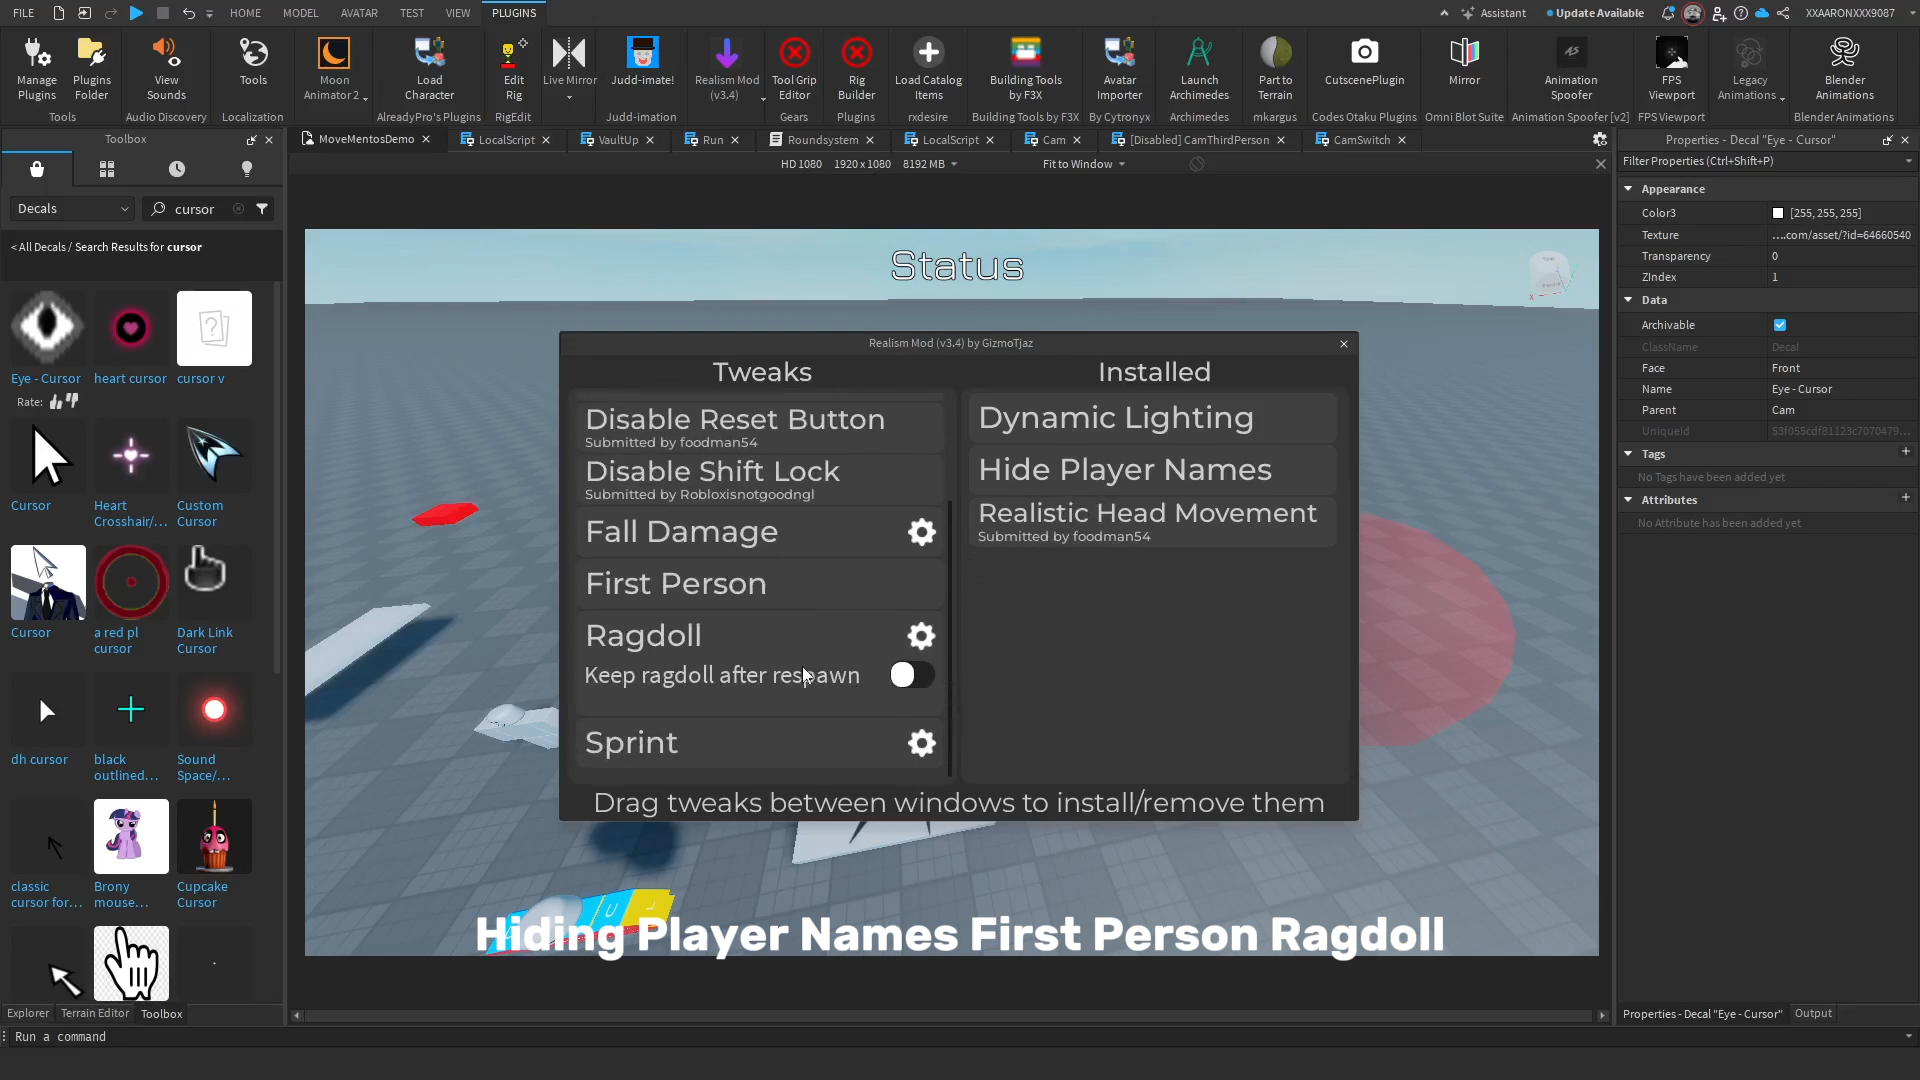 FILE
HOME
MODEL
AVATAR
TEST
VIEW
PLUGINS
Assistant
Update Available
XXAARONXXX9087
Manage Plugins
Plugins Folder
View Sounds
Tools
Moon Animator 2
Load Character
Edit Rig
Live Mirror
Judd-imate!
Realism Mod (v3.4)
Tool Grip Editor
Rig Builder
Load Catalog Items
Building Tools by F3X
Avatar Importer
Launch Archimedes
Part to Terrain
CutscenePlugin
Mirror
Animation Spoofer
FPS Viewport
Legacy Animations
Blender Animations
Tools
Audio Discovery
Localization
AlreadyPro's Plugins
RigEdit
Judd-imation
Gears
Plugins
rxdesire
Building Tools by F3X
By Cytronyx
Archimedes
mkargus
Codes Otaku Plugins
Omni Blot Suite
Animation Spoofer [v2]
FPS Viewport
Blender Animations
Toolbox
MoveMentosDemo
LocalScript
VaultUp
Run
Roundsystem
LocalScript
Cam
[Disabled] CamThirdPerson
CamSwitch
HD 1080 1920 x 1080 8192 MB
Fit to Window
Decals
cursor
< All Decals / Search Results for cursor
Eye - Cursor
heart cursor
cursor v
Rate:
Cursor
Heart Crosshair/...
Custom Cursor
Cursor
a red pl cursor
Dark Link Cursor
dh cursor
black outlined...
Sound Space/...
classic cursor for...
Brony mouse...
Cupcake Cursor
Explorer
Terrain Editor
Toolbox
Run a command
Status
Realism Mod (v3.4) by GizmoTjaz
Tweaks
Disable Reset Button
Submitted by foodman54
Disable Shift Lock
Submitted by Robloxisnotgoodngl
Fall Damage
First Person
Ragdoll
Keep ragdoll after respawn
Sprint
Installed
Dynamic Lighting
Hide Player Names
Realistic Head Movement
Submitted by foodman54
Drag tweaks between windows to install/remove them
Hiding Player Names First Person Ragdoll
Properties - Decal "Eye - Cursor"
Filter Properties (Ctrl+Shift+P)
Appearance
Color3 [255, 255, 255]
Texture ....com/asset/?id=64660540
Transparency 0
ZIndex 1
Data
Archivable
ClassName Decal
Face Front
Name Eye - Cursor
Parent Cam
UniqueId 53f055cdf81123c7070479...
Tags
No Tags have been added yet
Attributes
No Attribute has been added yet
Properties - Decal "Eye - Cursor"
Output